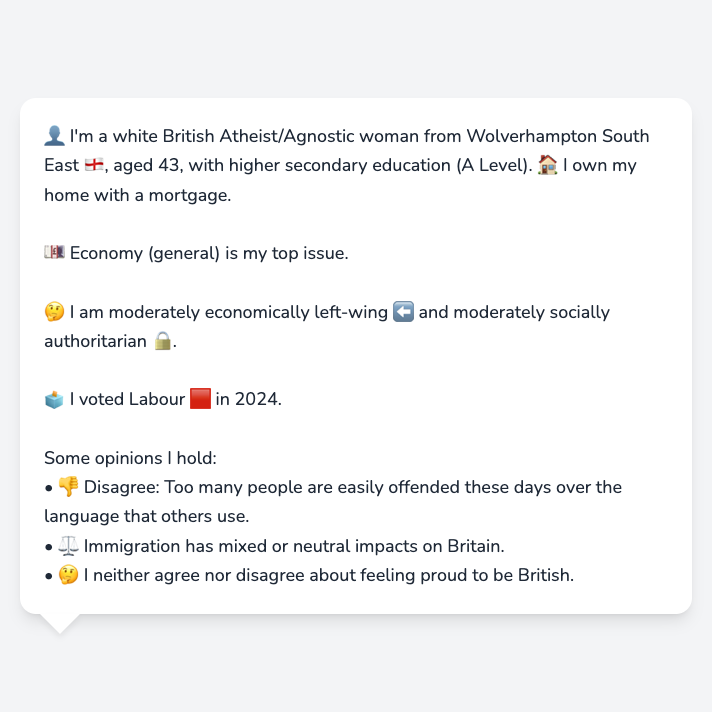 👤 I'm a white British Atheist/Agnostic woman from Wolverhampton South
East 🏴󠁧󠁢󠁥󠁮󠁧󠁿, aged 43, with higher secondary education (A Level). 🏠 I own my
home with a mortgage.
💷 Economy (general) is my top issue.
🤔 I am moderately economically left-wing ⬅️ and moderately socially
authoritarian 🔒.
🗳️ I voted Labour 🟥 in 2024.
Some opinions I hold:
• 👎 Disagree: Too many people are easily offended these days over the
language that others use.
• ⚖️ Immigration has mixed or neutral impacts on Britain.
• 🤔 I neither agree nor disagree about feeling proud to be British.